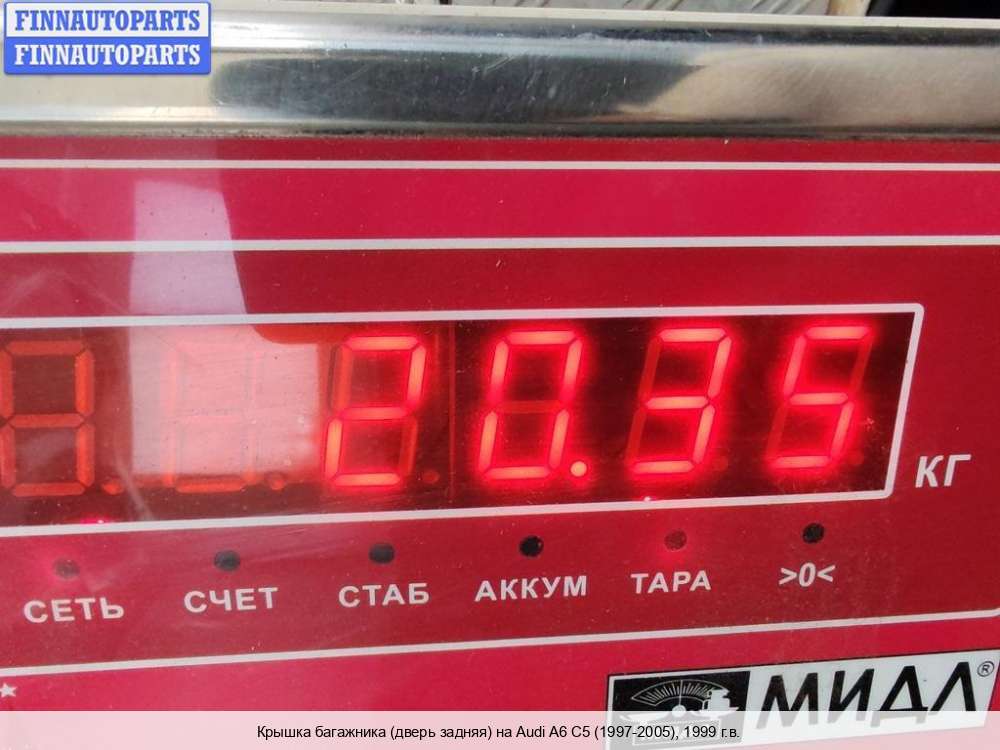 FINNAUTOPARTS
FINNAUTOPARTS
20.35
КГ
СЕТЬ СЧЕТ СТАБ АККУМ ТАРА >0<
МИДЛ®
Крышка багажника (дверь задняя) на Audi A6 C5 (1997-2005), 1999 г.в.